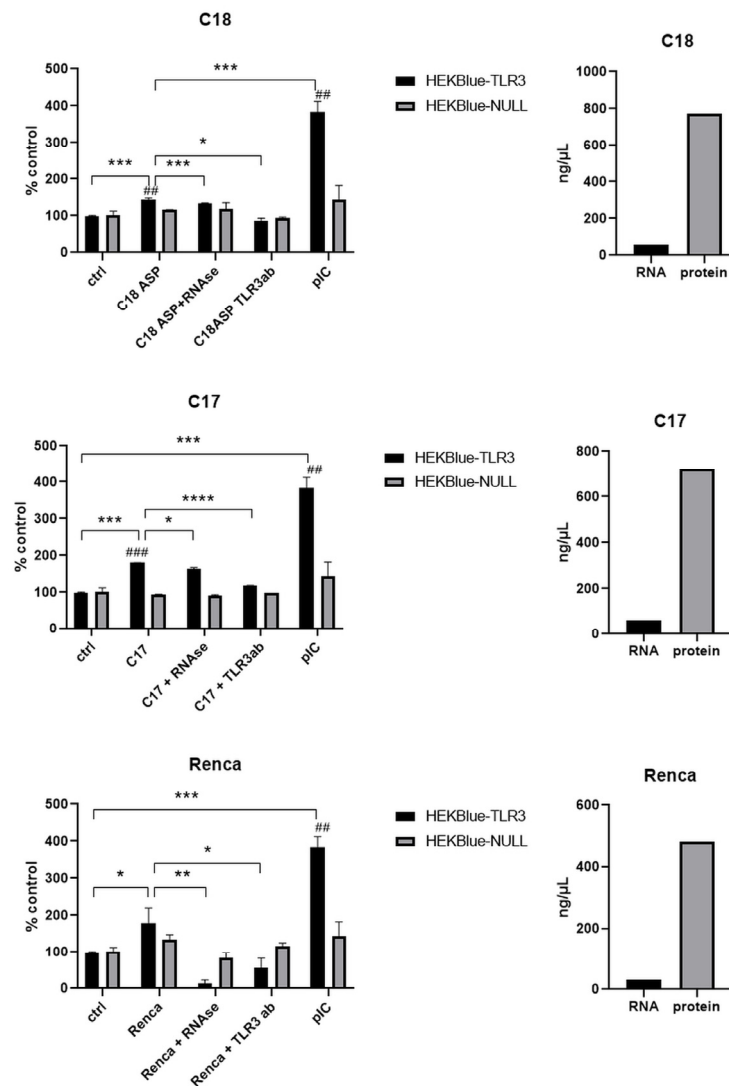 C18
***
##
500
400
300
200
100
0
% control
*
***
***
##
ctrl
C18 ASP
C18 ASP+RNAse
C18ASP TLR3ab
pIC
HEKBlue-TLR3
HEKBlue-NULL
C18
1000
800
600
400
200
0
ng/µL
RNA protein
C17
500
400
300
200
100
0
% control
***
##
****
***
*
###
ctrl
C17
C17 + RNAse
C17 + TLR3ab
pIC
HEKBlue-TLR3
HEKBlue-NULL
C17
800
600
400
200
0
ng/µL
RNA protein
Renca
500
400
300
200
100
0
% control
***
##
*
*
**
ctrl
Renca
Renca + RNAse
Renca + TLR3 ab
pIC
HEKBlue-TLR3
HEKBlue-NULL
Renca
600
400
200
0
ng/µL
RNA protein